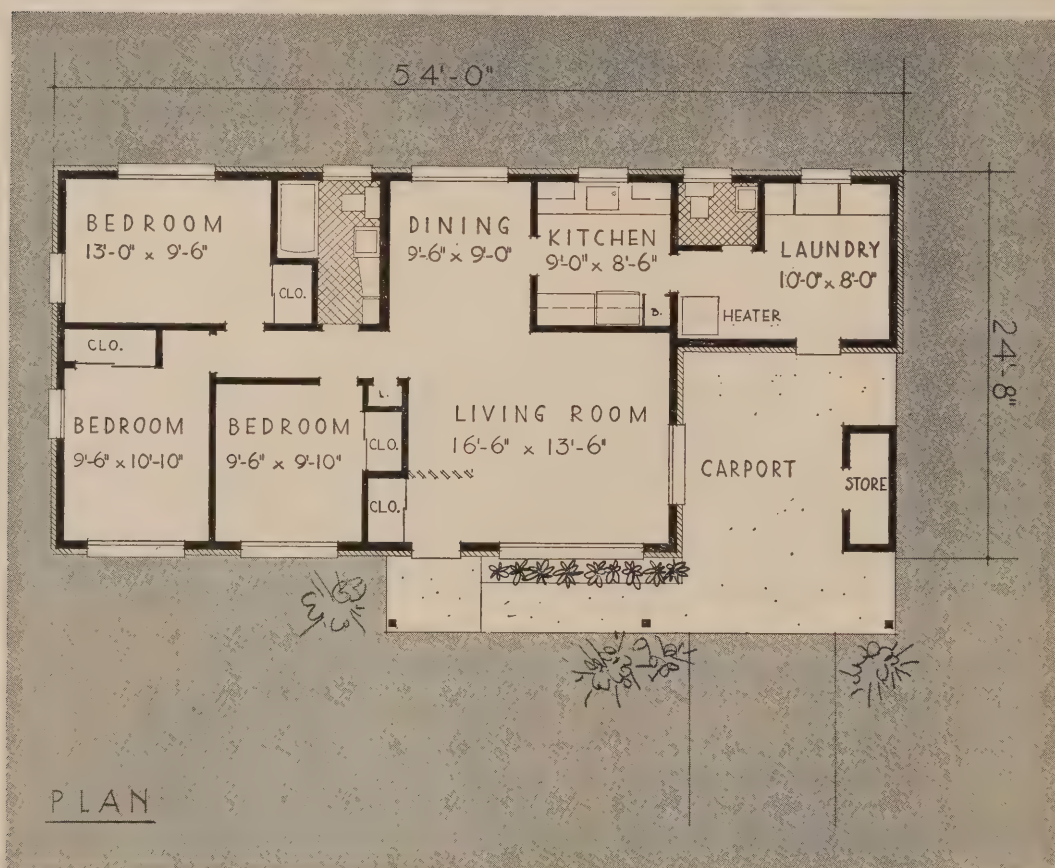 54'-0"
BEDROOM
13'-0" x 9'-6"
DINING
9'-6" x 9'-0"
KITCHEN
9'-0" x 8'-6"
LAUNDRY
10'-0" x 8'-0"
CLO.
B.
HEATER
24'-8"
CLO.
L.
BEDROOM
9'-6" x 10'-10"
BEDROOM
9'-6" x 9'-10"
CLO.
LIVING ROOM
16'-6" x 13'-6"
CARPORT
STORE
CLO.
PLAN